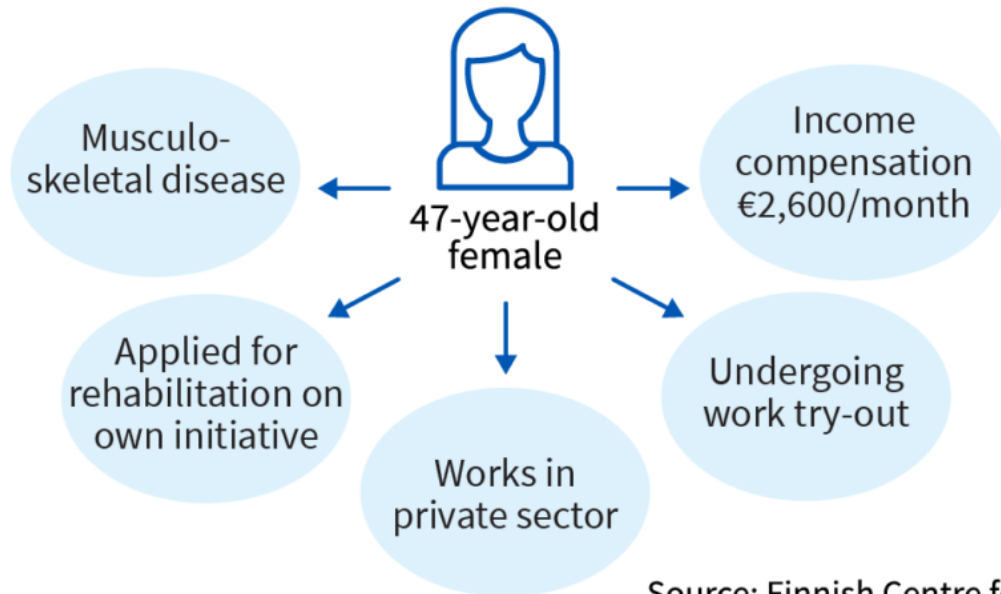 Musculo-
skeletal disease
Income
compensation
€2,600/month
47-year-old
female
Applied for
rehabilitation on
own initiative
Undergoing
work try-out
Works in
private sector
Source: Finnish Centre f